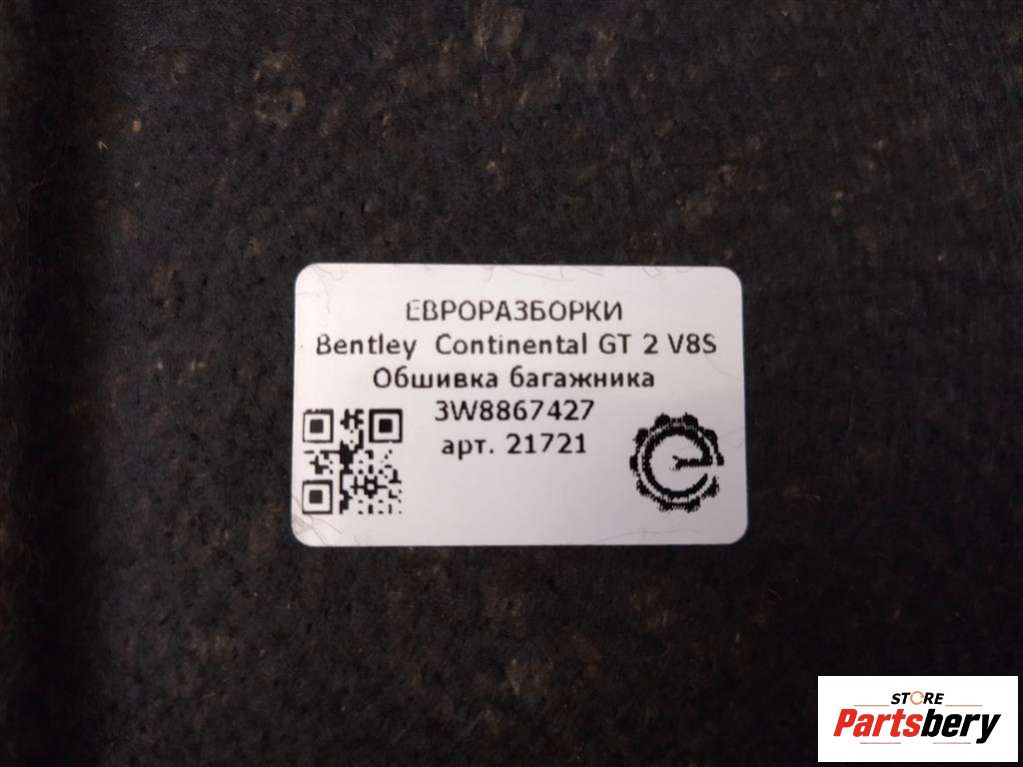 ЕВРОРАЗБОРКИ
Bentley Continental GT 2 V8S
Обшивка багажника
3W8867427
арт. 21721
STORE
Partsbery